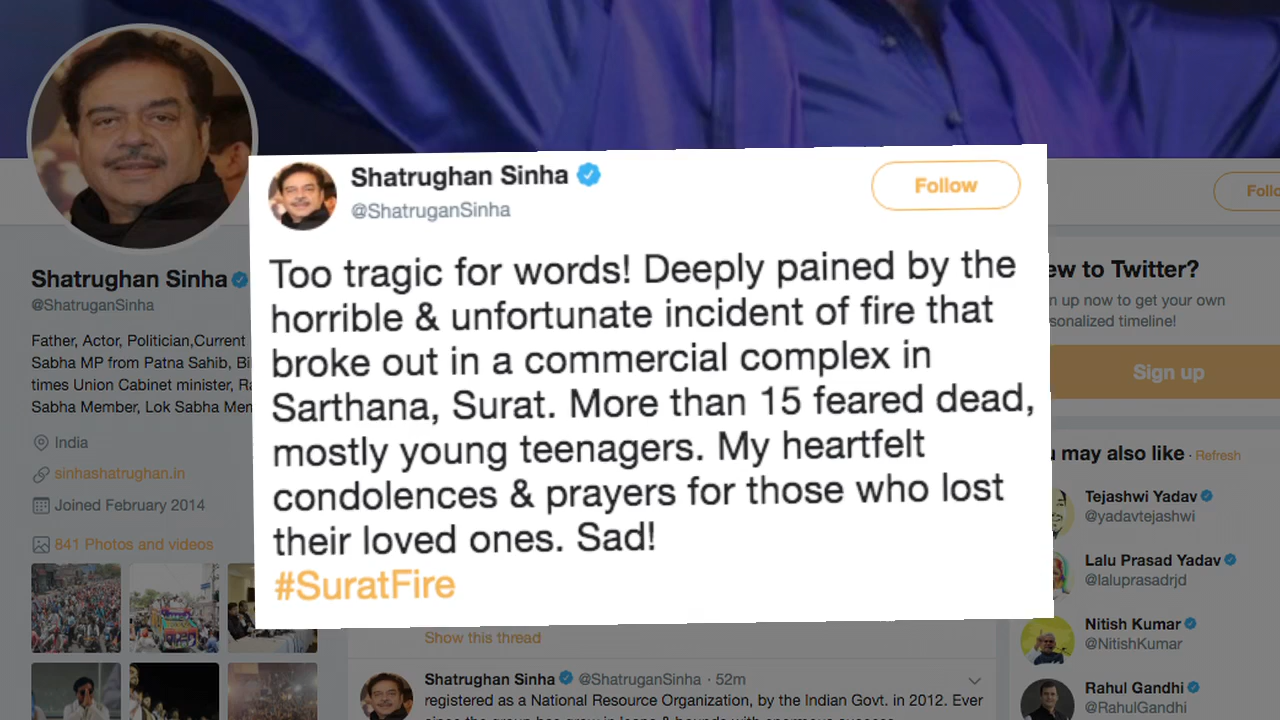 Shatrughan Sinha
@ShatruganSinha
Follow
Too tragic for words! Deeply pained by the
horrible & unfortunate incident of fire that
broke out in a commercial complex in
Sarthana, Surat. More than 15 feared dead,
mostly young teenagers. My heartfelt
condolences & prayers for those who lost
their loved ones. Sad!
#SuratFire
Shatrughan Sinha
@ShatruganSinha
Father, Actor, Politician,Current
Sabha MP from Patna Sahib,
times Union Cabinet minister,
Sabha Member, Lok Sabha
India
sinhashatrughan.in
Joined February 2014
841 Photos and videos
Show this thread
Shatrughan Sinha @ShatruganSinha · 52m
registered as a National Resource Organization, by the Indian Govt. in 2012. Ever
to Twitter?
up now to get your own
timeline!
Sign up
may also like · Refresh
Tejashwi Yadav
@yadavtejashwi
Lalu Prasad Yadav
@laluprasadrjd
Nitish Kumar
@NitishKumar
Rahul Gandhi
@RahulGandhi